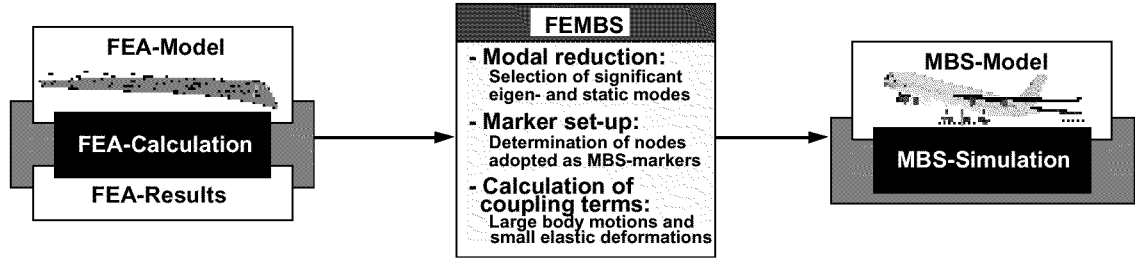 FEA-Model
FEA-Calculation
FEA-Results
FEMBS
- Modal reduction:
Selection of significant
eigen- and static modes
- Marker set-up:
Determination of nodes
adopted as MBS-markers
- Calculation of
coupling terms:
Large body motions and
small elastic deformations
MBS-Model
MBS-Simulation